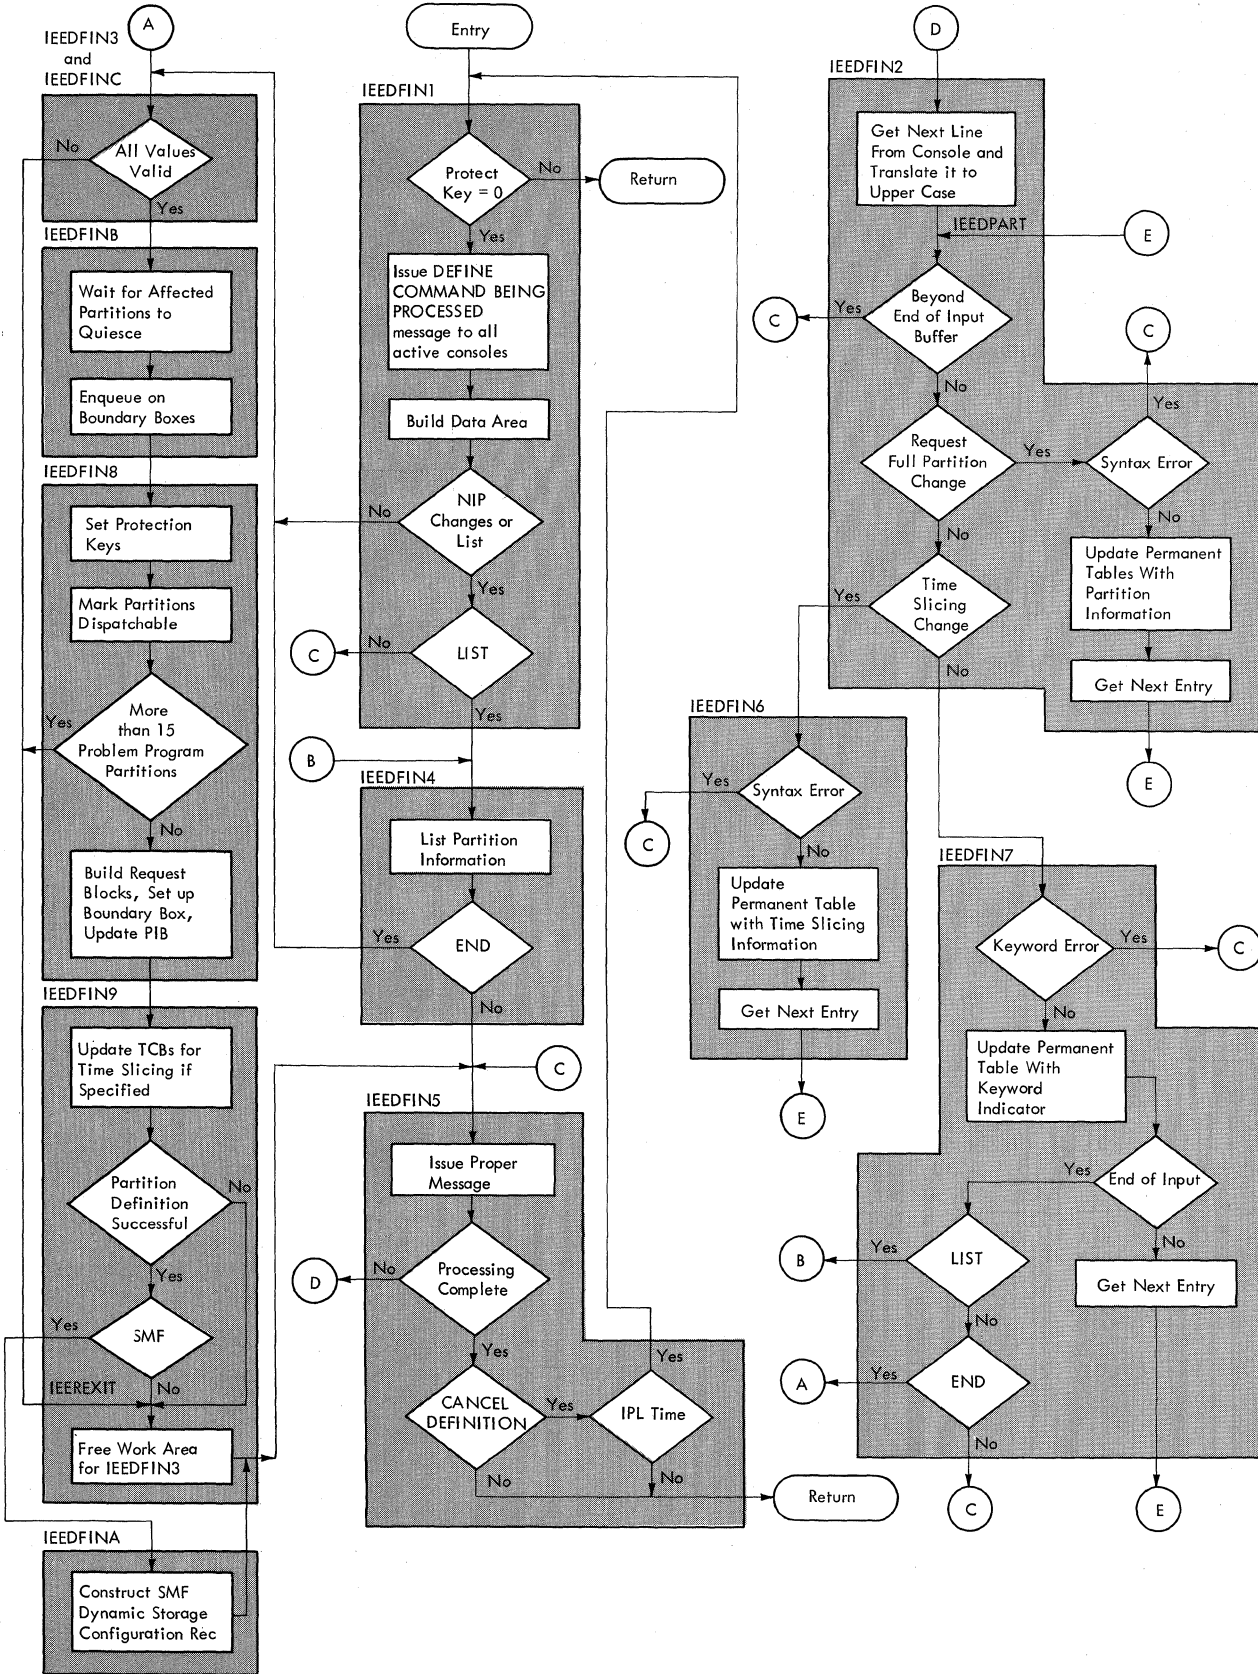 A
IEEDFIN3
and
IEEDFINC
No
All Values
Valid
Yes
IEEDFINB
Wait for Affected
Partitions to
Quiesce
Enqueue on
Boundary Boxes
IEEDFIN8
Set Protection
Keys
Mark Partitions
Dispatchable
Yes
More
than 15
Problem Program
Partitions
No
Build Request
Blocks, Set up
Boundary Box,
Update PIB
IEEDFIN9
Update TCBs for
Time Slicing if
Specified
Partition
Definition
Successful
No
Yes
Yes
SMF
IEEREXIT
No
Free Work Area
for IEEDFIN3
IEEDFINA
Construct SMF
Dynamic Storage
Configuration Rec
Entry
IEEDFIN1
Protect
Key = 0
No
Return
Yes
Issue DEFINE
COMMAND BEING
PROCESSED
message to all
active consoles
Build Data Area
NIP
Changes or
List
No
Yes
C
No
LIST
Yes
B
IEEDFIN4
List Partition
Information
Yes
END
No
C
IEEDFIN5
Issue Proper
Message
D
No
Processing
Complete
Yes
CANCEL
DEFINITION
Yes
IPL Time
Yes
No
No
Return
D
IEEDFIN2
Get Next Line
From Console and
Translate it to
Upper Case
IEEDPART
E
C
Yes
Beyond
End of Input
Buffer
No
C
Yes
Request
Full Partition
Change
Yes
Syntax Error
No
No
Update Permanent
Tables With
Partition
Information
Get Next Entry
E
Yes
Time
Slicing
Change
No
IEEDFIN6
Yes
Syntax Error
C
No
Update
Permanent Table
with Time Slicing
Information
Get Next Entry
E
IEEDFIN7
Keyword Error
Yes
C
No
Update Permanent
Table With
Keyword
Indicator
Yes
End of Input
No
Get Next Entry
E
B
Yes
LIST
No
A
Yes
END
No
C